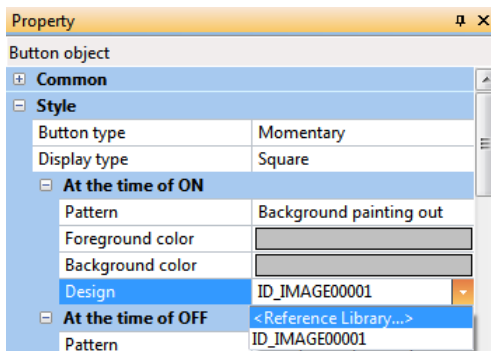 Property
Button object
Common
Style
Button type Momentary
Display type Square
At the time of ON
Pattern Background painting out
Foreground color
Background color
Design ID_IMAGE00001
At the time of OFF <Reference Library...>
Pattern ID_IMAGE00001